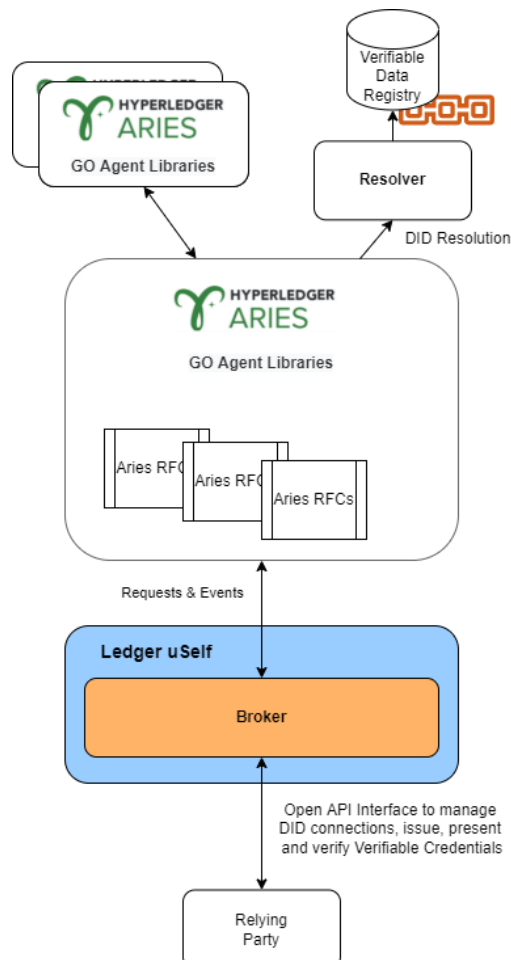 Verifiable
Data
Registry
HYPERLEDGER
HYPERLEDGER
ARIES
GO Agent Libraries
Resolver
DID Resolution
HYPERLEDGER
ARIES
GO Agent Libraries
Aries RFC
Aries RFC
Aries RFCs
Requests & Events
Ledger uSelf
Broker
Open API Interface to manage
DID connections, issue, present
and verify Verifiable Credentials
Relying
Party